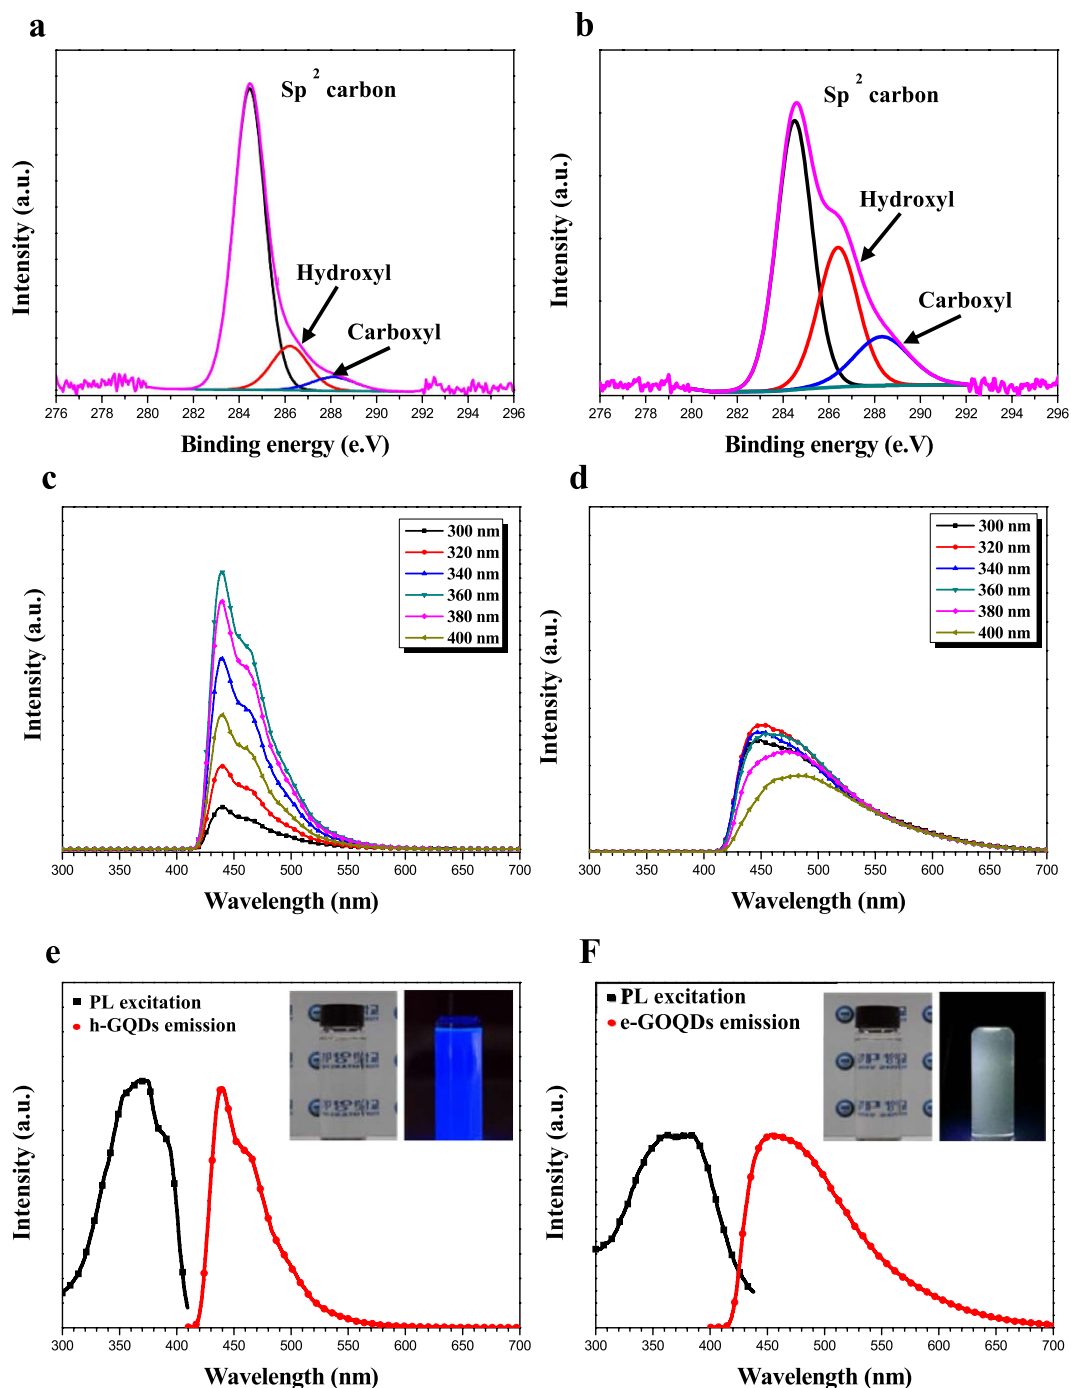 a
Sp 2 carbon
Hydroxyl
Carboxyl
Intensity (a.u.)
276 278 280 282 284 286 288 290 292 294 296
Binding energy (e.V)
b
Sp 2 carbon
Hydroxyl
Carboxyl
Intensity (a.u.)
276 278 280 282 284 286 288 290 292 294 296
Binding energy (e.V)
c
300 nm
320 nm
340 nm
360 nm
380 nm
400 nm
Intensity (a.u.)
300 350 400 450 500 550 600 650 700
Wavelength (nm)
d
300 nm
320 nm
340 nm
360 nm
380 nm
400 nm
Intensity (a.u.)
300 350 400 450 500 550 600 650 700
Wavelength (nm)
e
PL excitation
h-GQDs emission
Intensity (a.u.)
300 350 400 450 500 550 600 650 700
Wavelength (nm)
F
PL excitation
e-GOQDs emission
Intensity (a.u.)
300 350 400 450 500 550 600 650 700
Wavelength (nm)